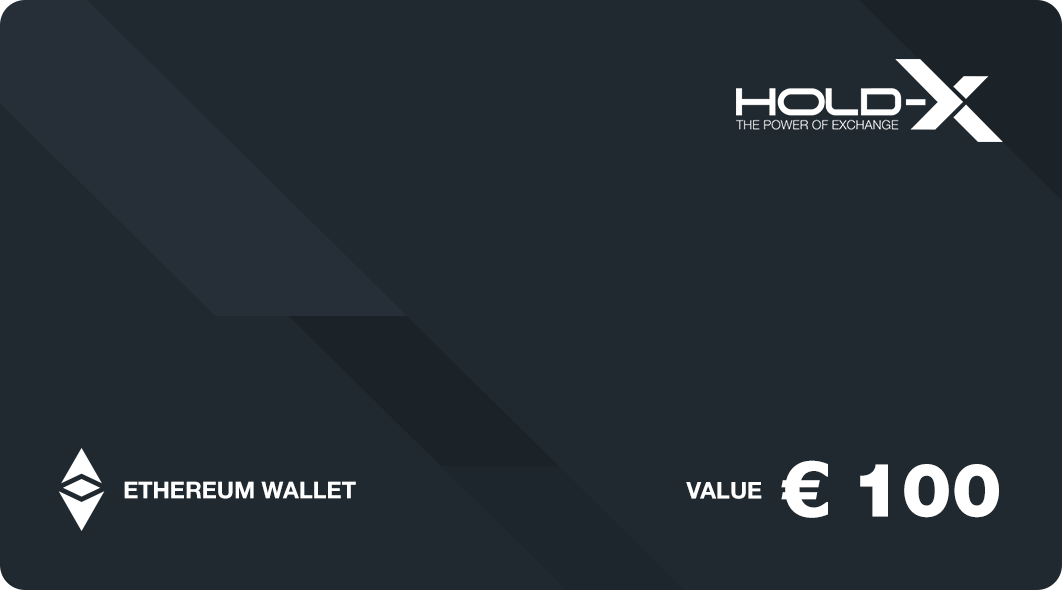 HOLD-X
THE POWER OF EXCHANGE
ETHEREUM WALLET
VALUE € 100